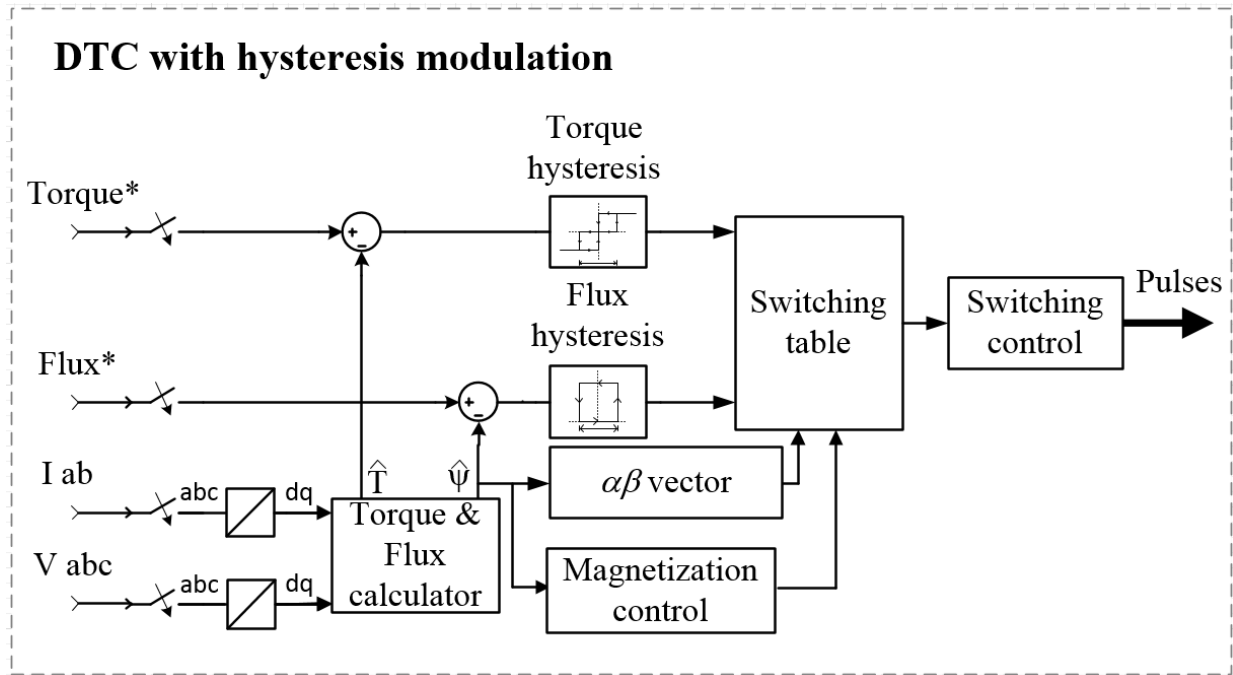 DTC with hysteresis modulation
Torque
hysteresis
Torque*
+
−
Flux
hysteresis
Switching
table
Switching
control
Pulses
Flux*
+
−
I ab
abc
dq
T̂
ψ̂
αβ vector
Torque &
Flux
calculator
V abc
abc
dq
Magnetization
control